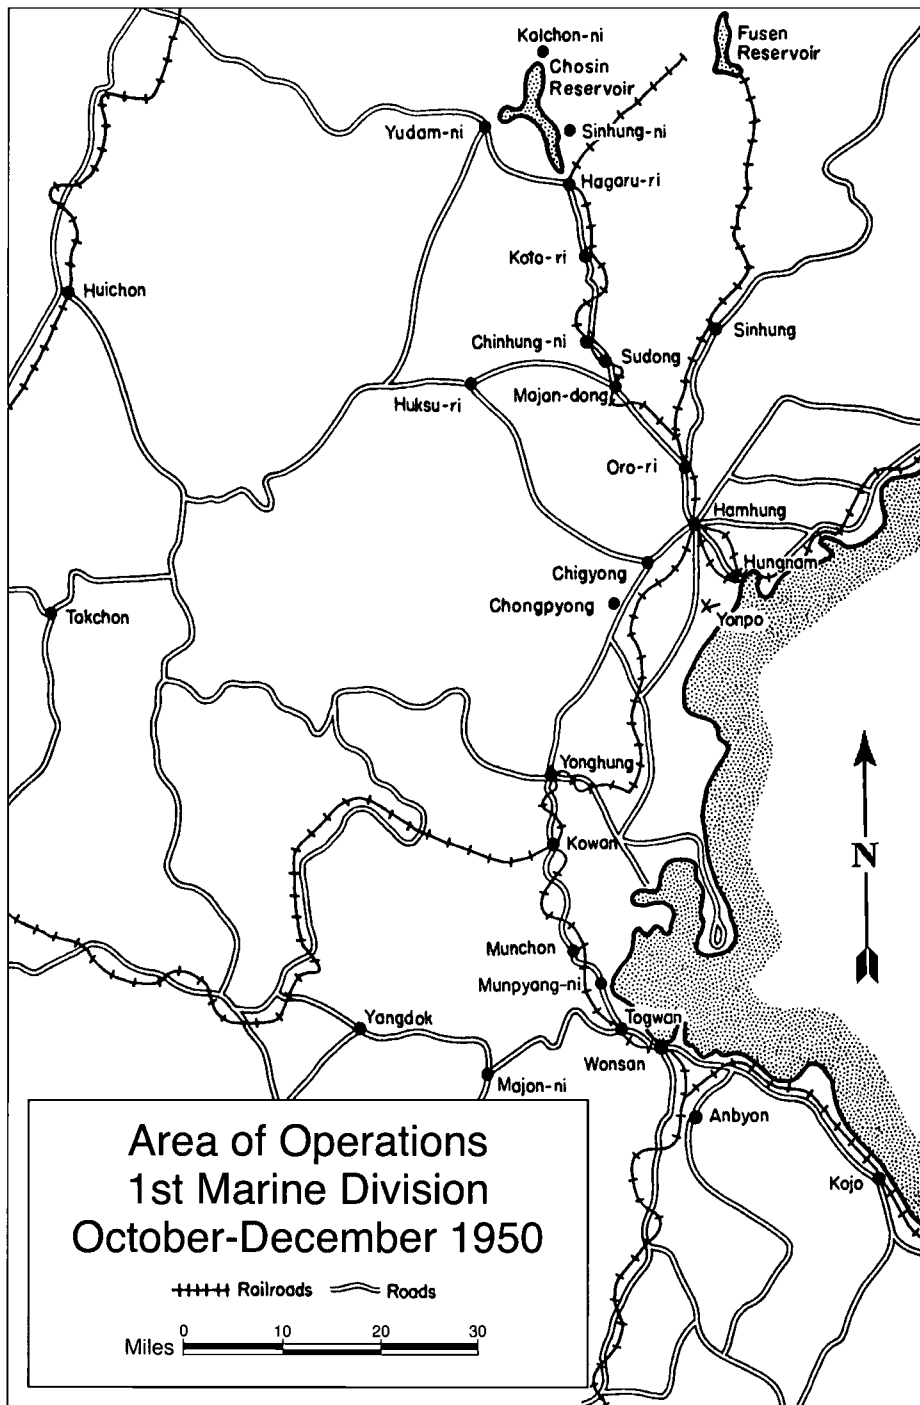 Kalchon-ni
Fusen
Reservoir
Chosin
Reservoir
Yudam-ni
Sinhung-ni
Hagaru-ri
Koto-ri
Huichon
Chinhung-ni
Sudong
Sinhung
Huksu-ri
Majon-dong
Oro-ri
Hamhung
Chigyong
Hungnam
Chongpyong
Yonpo
Takchon
Yonghung
Kowan
N
Munchon
Munpyang-ni
Togwan
Yangdok
Wonsan
Majon-ni
Anbyon
Kojo
Area of Operations
1st Marine Division
October-December 1950
Railroads
Roads
Miles
0 10 20 30